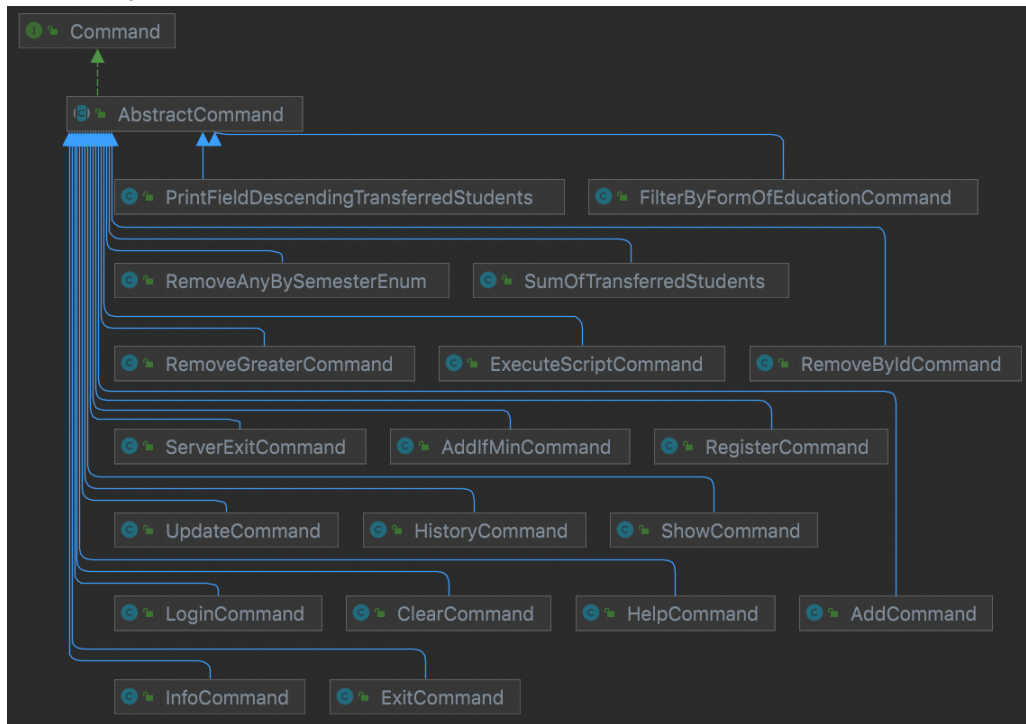 Command
AbstractCommand
PrintFieldDescendingTransferredStudents FilterByFormOfEducationCommand
RemoveAnyBySemesterEnum SumOfTransferredStudents
RemoveGreaterCommand ExecuteScriptCommand RemoveByIdCommand
ServerExitCommand AddIfMinCommand RegisterCommand
UpdateCommand HistoryCommand ShowCommand
LoginCommand ClearCommand HelpCommand AddCommand
InfoCommand ExitCommand